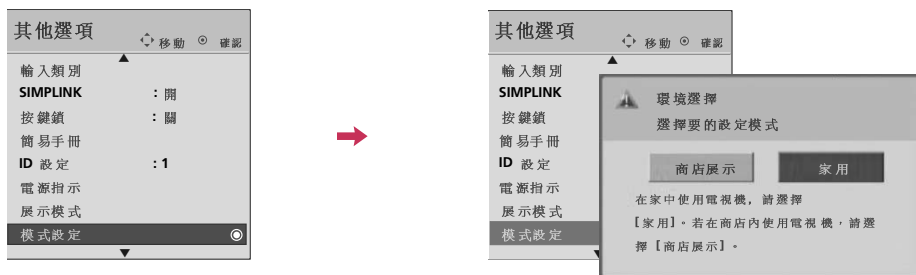 其他選項
移動 ◉ 確認
輸入類別
SIMPLINK : 開
按鍵鎖 : 關
簡易手冊
ID 設定 : 1
電源指示
展示模式
模式設定
其他選項
移動 ◉ 確認
輸入類別
SIMPLINK
按鍵鎖
簡易手冊
ID 設定
電源指示
展示模式
模式設定
環境選擇
選擇要的設定模式
商店展示 家用
在家中使用電視機, 請選擇
[家用]。若在商店內使用電視機,請選
擇 [商店展示]。